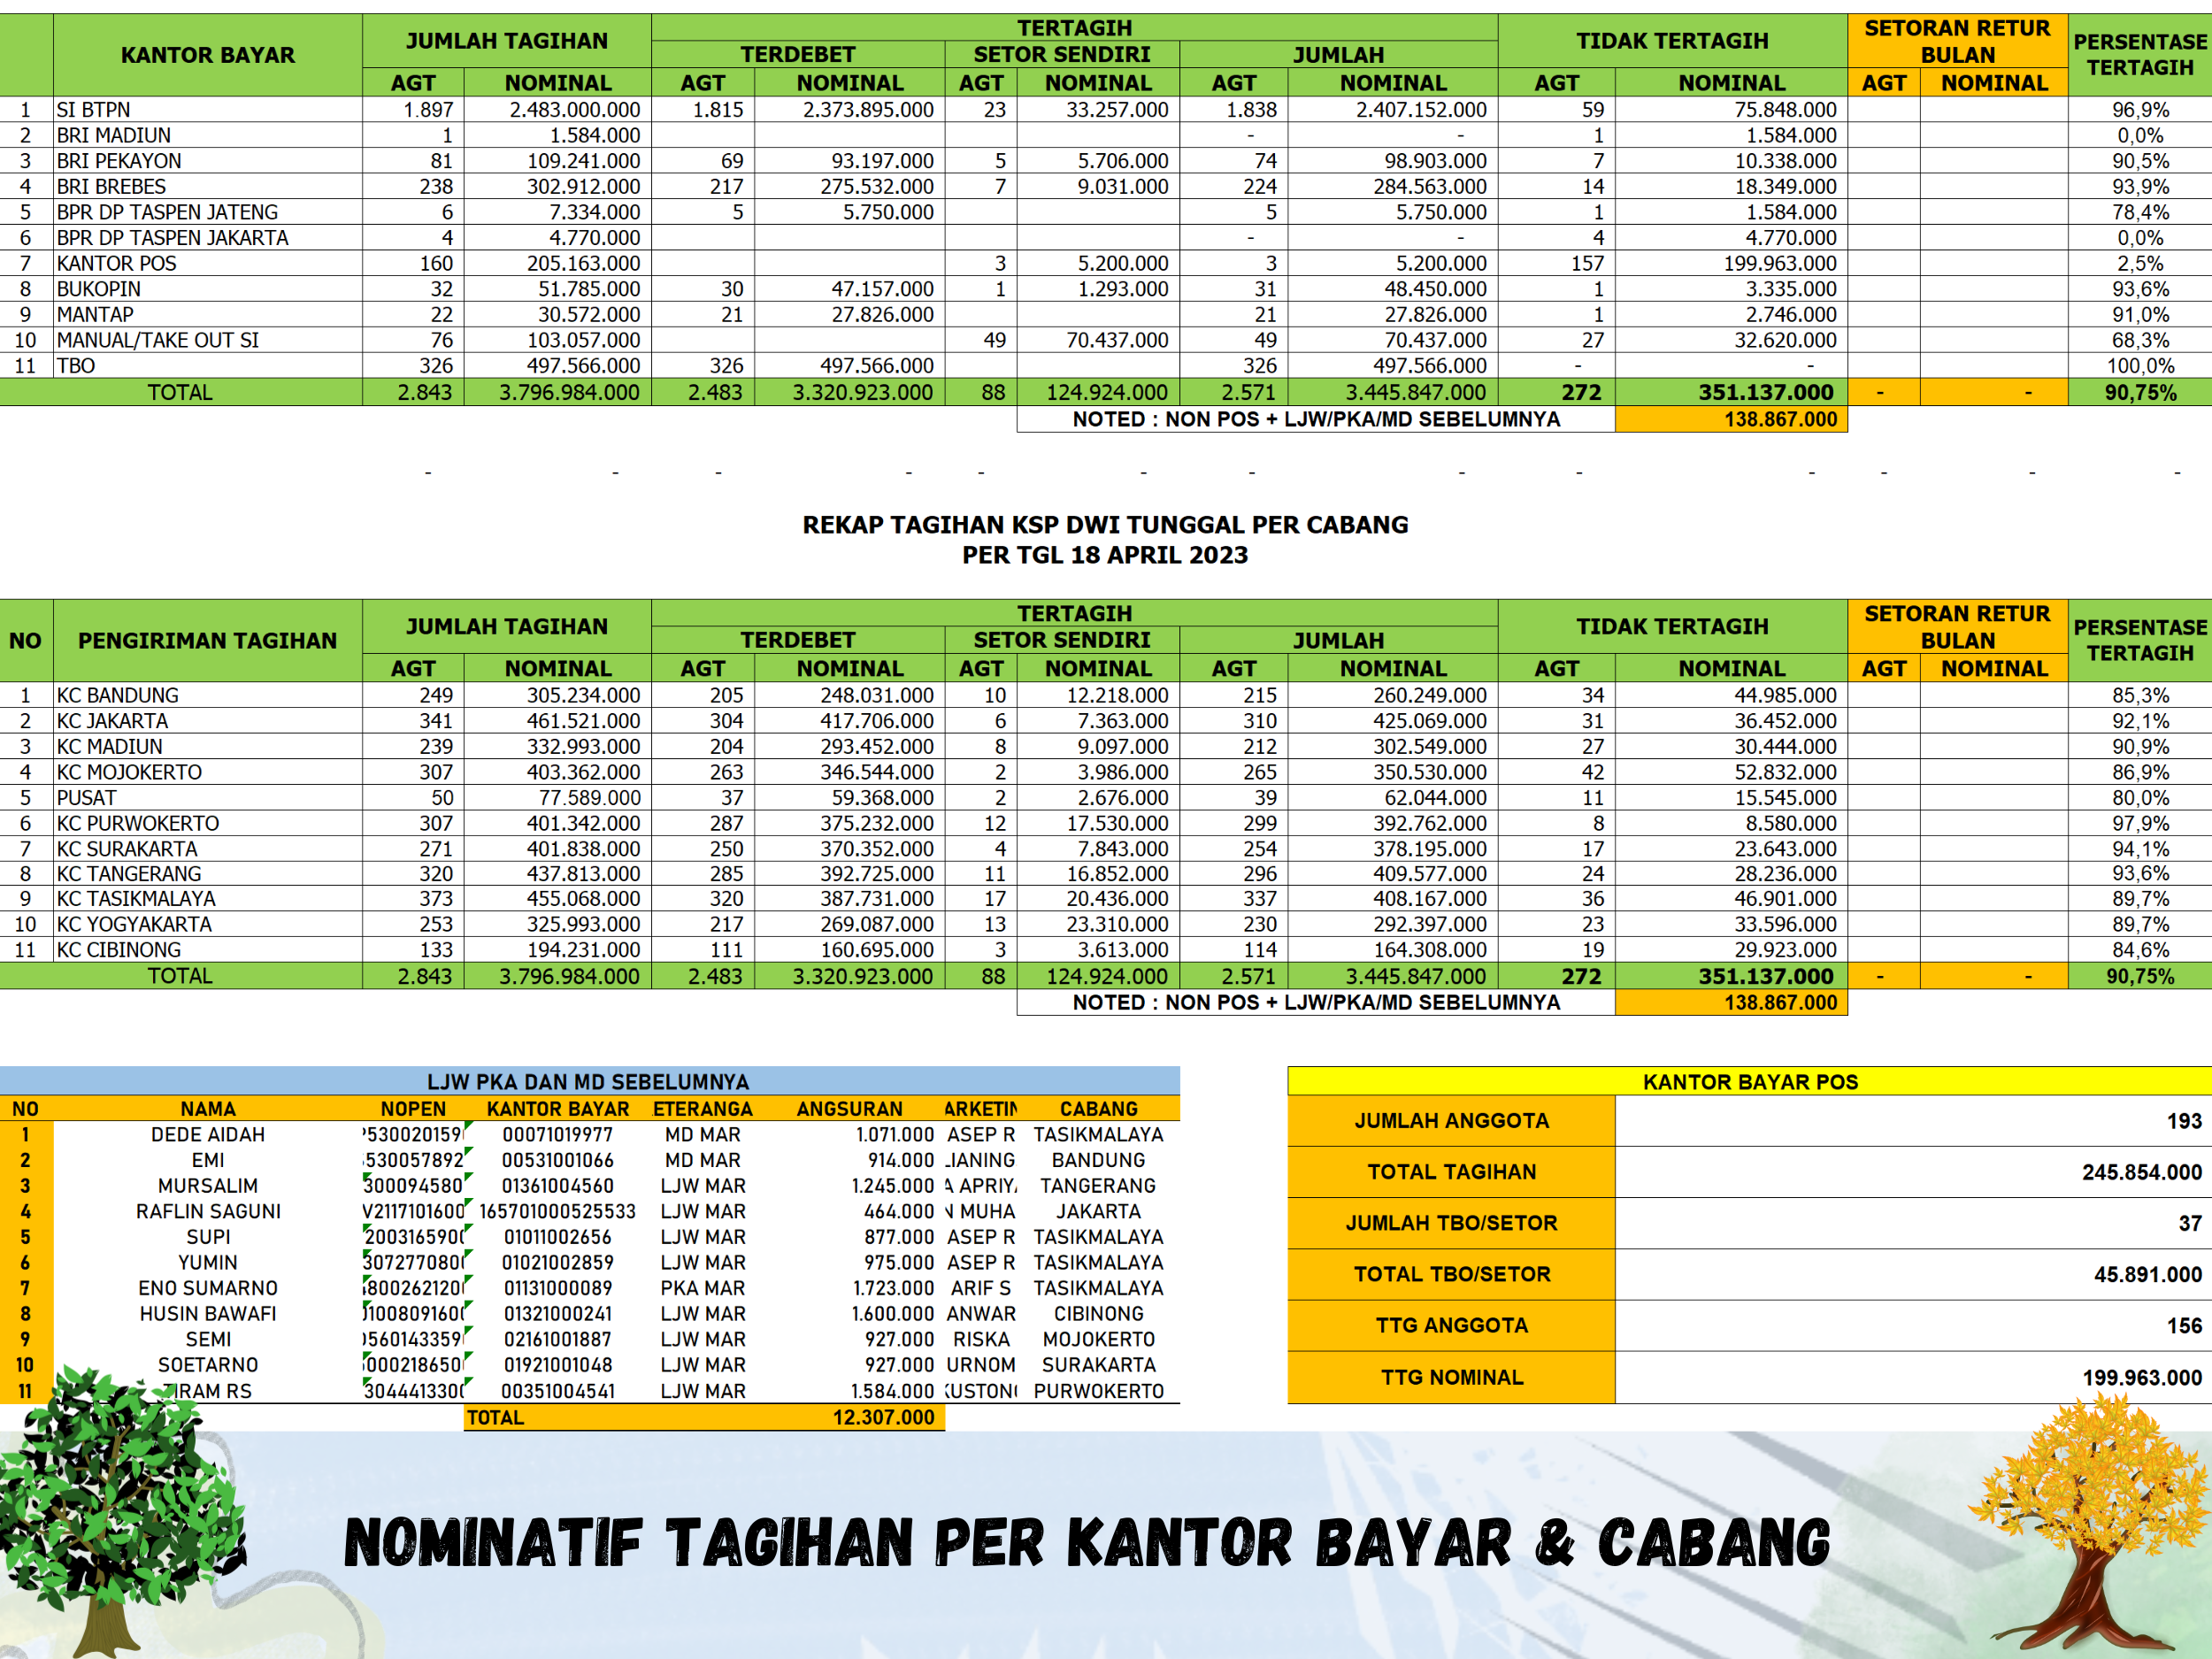 KANTOR BAYAR JUMLAH TAGIHAN TERTAGIH TIDAK TERTAGIH SETORAN RETUR BULAN PERSENTASE TERTAGIH
TERDEBET SETOR SENDIRI JUMLAH
AGT NOMINAL AGT NOMINAL AGT NOMINAL AGT NOMINAL AGT NOMINAL AGT NOMINAL
1 SI BTPN 1.897 2.483.000.000 1.815 2.373.895.000 23 33.257.000 1.838 2.407.152.000 59 75.848.000 96,9%
2 BRI MADIUN 1 1.584.000 - - 1 1.584.000 0,0%
3 BRI PEKAYON 81 109.241.000 69 93.197.000 5 5.706.000 74 98.903.000 7 10.338.000 90,5%
4 BRI BREBES 238 302.912.000 217 275.532.000 7 9.031.000 224 284.563.000 14 18.349.000 93,9%
5 BPR DP TASPEN JATENG 6 7.334.000 5 5.750.000 5 5.750.000 1 1.584.000 78,4%
6 BPR DP TASPEN JAKARTA 4 4.770.000 - - 4 4.770.000 0,0%
7 KANTOR POS 160 205.163.000 3 5.200.000 3 5.200.000 157 199.963.000 2,5%
8 BUKOPIN 32 51.785.000 30 47.157.000 1 1.293.000 31 48.450.000 1 3.335.000 93,6%
9 MANTAP 22 30.572.000 21 27.826.000 21 27.826.000 1 2.746.000 91,0%
10 MANUAL/TAKE OUT SI 76 103.057.000 49 70.437.000 49 70.437.000 27 32.620.000 68,3%
11 TBO 326 497.566.000 326 497.566.000 326 497.566.000 - - 100,0%
TOTAL 2.843 3.796.984.000 2.483 3.320.923.000 88 124.924.000 2.571 3.445.847.000 272 351.137.000 - - 90,75%
NOTED : NON POS + LJW/PKA/MD SEBELUMNYA 138.867.000
- - - - - - - - - - - - -
REKAP TAGIHAN KSP DWI TUNGGAL PER CABANG
PER TGL 18 APRIL 2023
NO PENGIRIMAN TAGIHAN JUMLAH TAGIHAN TERTAGIH TIDAK TERTAGIH SETORAN RETUR BULAN PERSENTASE TERTAGIH
TERDEBET SETOR SENDIRI JUMLAH
AGT NOMINAL AGT NOMINAL AGT NOMINAL AGT NOMINAL AGT NOMINAL AGT NOMINAL
1 KC BANDUNG 249 305.234.000 205 248.031.000 10 12.218.000 215 260.249.000 34 44.985.000 85,3%
2 KC JAKARTA 341 461.521.000 304 417.706.000 6 7.363.000 310 425.069.000 31 36.452.000 92,1%
3 KC MADIUN 239 332.993.000 204 293.452.000 8 9.097.000 212 302.549.000 27 30.444.000 90,9%
4 KC MOJOKERTO 307 403.362.000 263 346.544.000 2 3.986.000 265 350.530.000 42 52.832.000 86,9%
5 PUSAT 50 77.589.000 37 59.368.000 2 2.676.000 39 62.044.000 11 15.545.000 80,0%
6 KC PURWOKERTO 307 401.342.000 287 375.232.000 12 17.530.000 299 392.762.000 8 8.580.000 97,9%
7 KC SURAKARTA 271 401.838.000 250 370.352.000 4 7.843.000 254 378.195.000 17 23.643.000 94,1%
8 KC TANGERANG 320 437.813.000 285 392.725.000 11 16.852.000 296 409.577.000 24 28.236.000 93,6%
9 KC TASIKMALAYA 373 455.068.000 320 387.731.000 17 20.436.000 337 408.167.000 36 46.901.000 89,7%
10 KC YOGYAKARTA 253 325.993.000 217 269.087.000 13 23.310.000 230 292.397.000 23 33.596.000 89,7%
11 KC CIBINONG 133 194.231.000 111 160.695.000 3 3.613.000 114 164.308.000 19 29.923.000 84,6%
TOTAL 2.843 3.796.984.000 2.483 3.320.923.000 88 124.924.000 2.571 3.445.847.000 272 351.137.000 - - 90,75%
NOTED : NON POS + LJW/PKA/MD SEBELUMNYA 138.867.000
LJW PKA DAN MD SEBELUMNYA
NO NAMA NOPEN KANTOR BAYAR ETERANGA ANGSURAN ARKETIN CABANG
1 DEDE AIDAH 530020159 00071019977 MD MAR 1.071.000 ASEP R TASIKMALAYA
2 EMI 530057892 00531001066 MD MAR 914.000 IANING BANDUNG
3 MURSALIM 300094580 01361004560 LJW MAR 1.245.000 APRIY TANGERANG
4 RAFLIN SAGUNI 2117101600 165701000525533 LJW MAR 464.000 MUHA JAKARTA
5 SUPI 200316590 01011002656 LJW MAR 877.000 ASEP R TASIKMALAYA
6 YUMIN 307277080 01021002859 LJW MAR 975.000 ASEP R TASIKMALAYA
7 ENO SUMARNO 800262120 01131000089 PKA MAR 1.723.000 ARIF S TASIKMALAYA
8 HUSIN BAWAFI 100809160 01321000241 LJW MAR 1.600.000 ANWAR CIBINONG
9 SEMI 560143359 02161001887 LJW MAR 927.000 RISKA MOJOKERTO
10 SOETARNO 000218650 01921001048 LJW MAR 927.000 URNOM SURAKARTA
11 TIRAM RS 304441330 00351004541 LJW MAR 1.584.000 KUSTON PURWOKERTO
TOTAL 12.307.000
KANTOR BAYAR POS
JUMLAH ANGGOTA 193
TOTAL TAGIHAN 245.854.000
JUMLAH TBO/SETOR 37
TOTAL TBO/SETOR 45.891.000
TTG ANGGOTA 156
TTG NOMINAL 199.963.000
NOMINATIF TAGIHAN PER KANTOR BAYAR & CABANG